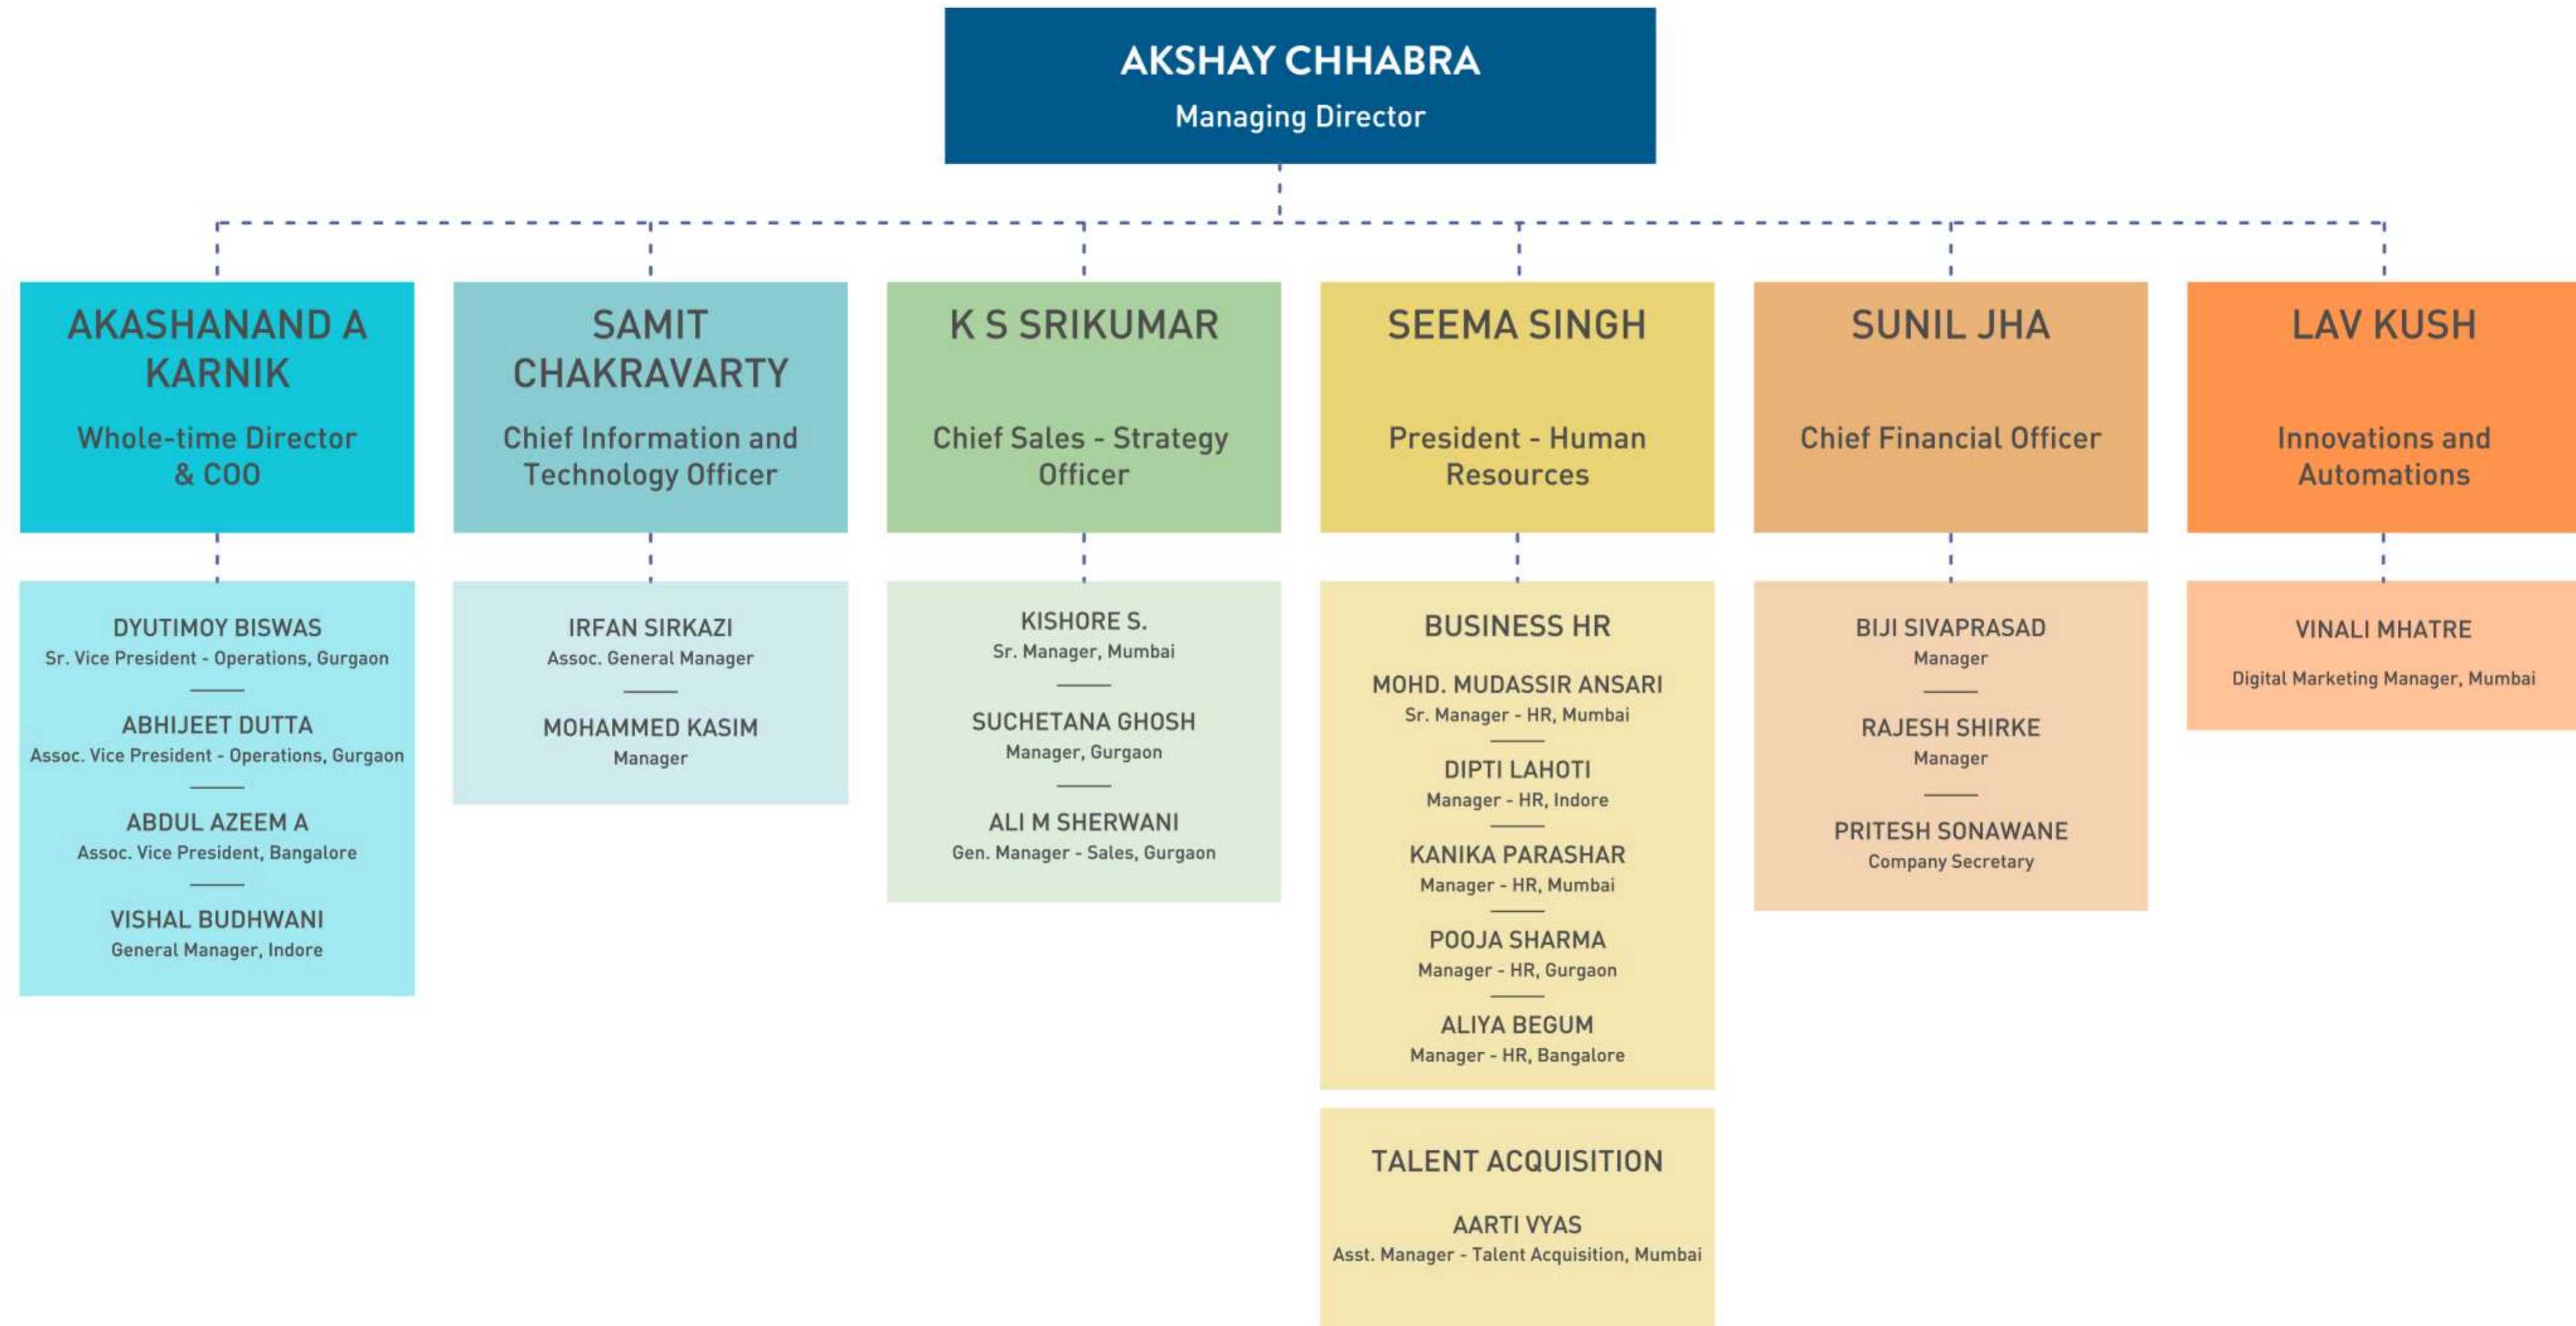 AKSHAY CHHABRA
Managing Director
AKASHANAND A
KARNIK
Whole-time Director
& COO
DYUTIMOY BISWAS
Sr. Vice President - Operations, Gurgaon
ABHIJEET DUTTA
Assoc. Vice President - Operations, Gurgaon
ABDUL AZEEM A
Assoc. Vice President, Bangalore
VISHAL BUDHWANI
General Manager, Indore
SAMIT
CHAKRAVARTY
Chief Information and
Technology Officer
IRFAN SIRKAZI
Assoc. General Manager
MOHAMMED KASIM
Manager
K S SRIKUMAR
Chief Sales - Strategy
Officer
KISHORE S.
Sr. Manager, Mumbai
SUCHETANA GHOSH
Manager, Gurgaon
ALI M SHERWANI
Gen. Manager - Sales, Gurgaon
SEEMA SINGH
President - Human
Resources
BUSINESS HR
MOHD. MUDASSIR ANSARI
Sr. Manager - HR, Mumbai
DIPTI LAHOTI
Manager - HR, Indore
KANIKA PARASHAR
Manager - HR, Mumbai
POOJA SHARMA
Manager - HR, Gurgaon
ALIYA BEGUM
Manager - HR, Bangalore
TALENT ACQUISITION
AARTI VYAS
Asst. Manager - Talent Acquisition, Mumbai
SUNIL JHA
Chief Financial Officer
BIJI SIVAPRASAD
Manager
RAJESH SHIRKE
Manager
PRITESH SONAWANE
Company Secretary
LAV KUSH
Innovations and
Automations
VINALI MHATRE
Digital Marketing Manager, Mumbai